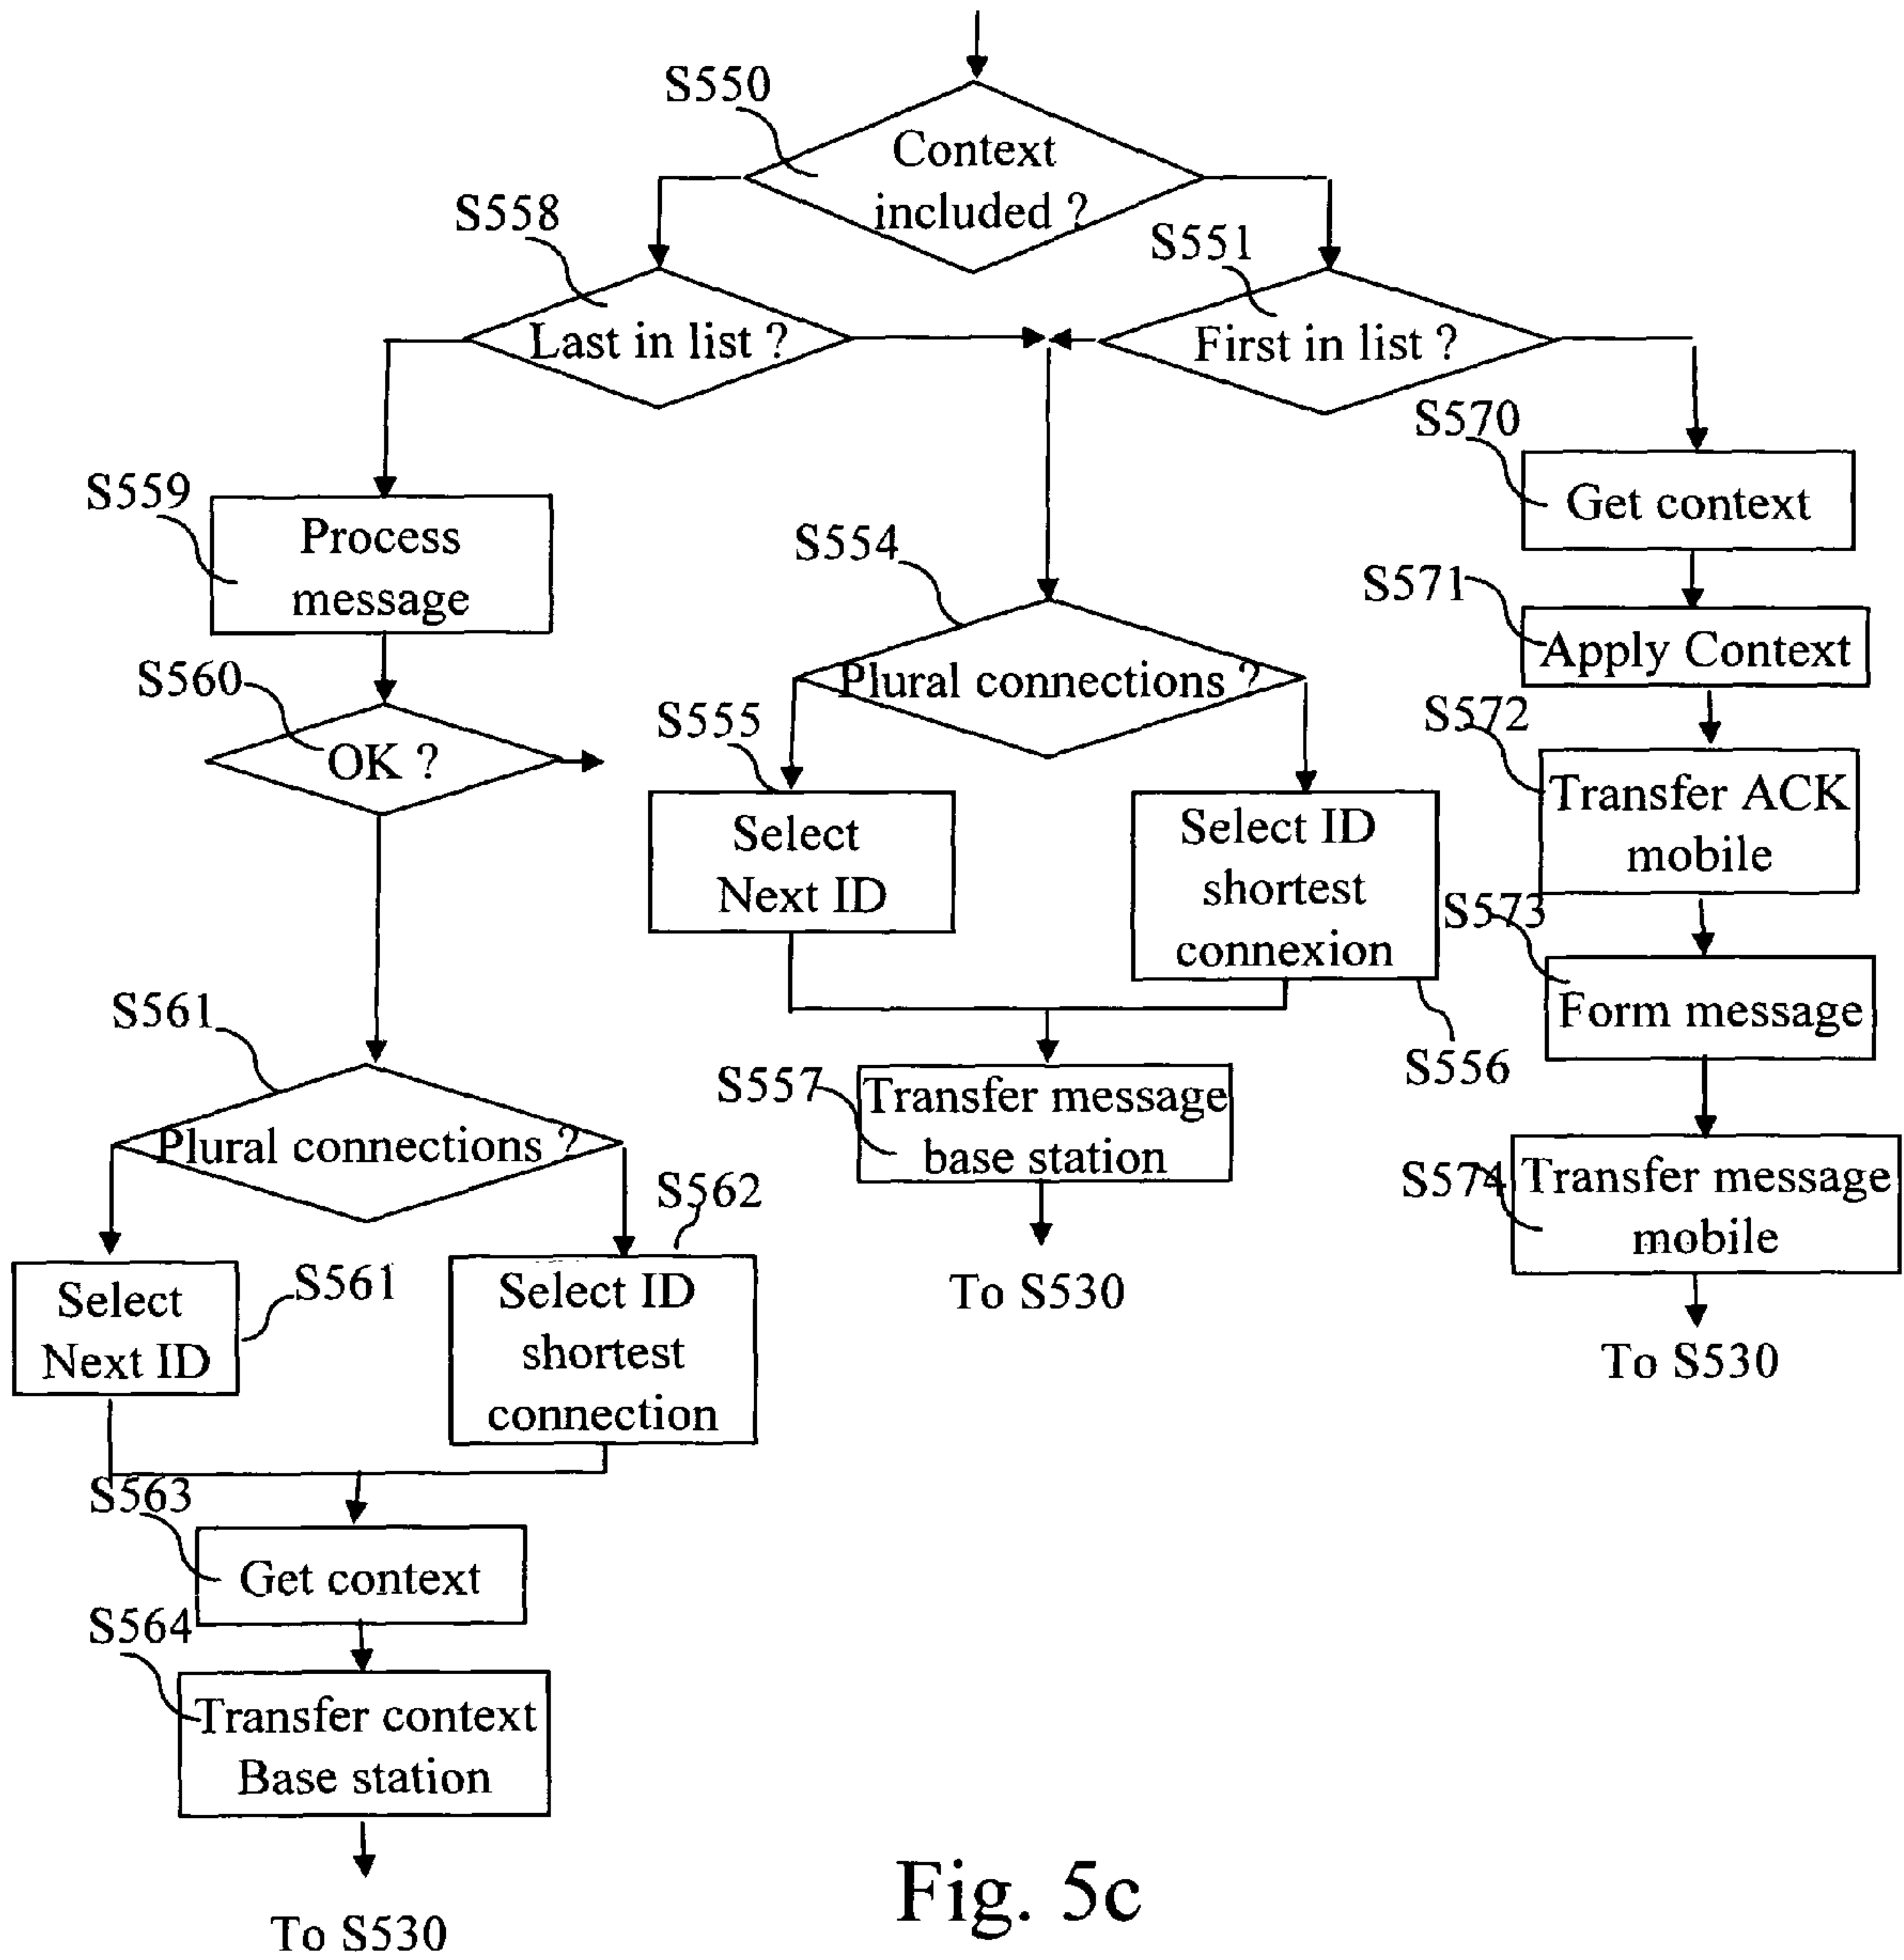 S550
Context
included ?
S558
Last in list ?
S551
First in list ?
S559
Process
message
S560
OK ?
S554
Plural connections ?
S555
Select
Next ID
Select ID
shortest
connexion
S556
S557
Transfer message
base station
To S530
S570
Get context
S571
Apply Context
S572
Transfer ACK
mobile
S573
Form message
S574
Transfer message
mobile
To S530
S561
Plural connections ?
Select
Next ID
S561
S562
Select ID
shortest
connection
S563
Get context
S564
Transfer context
Base station
To S530
Fig. 5c